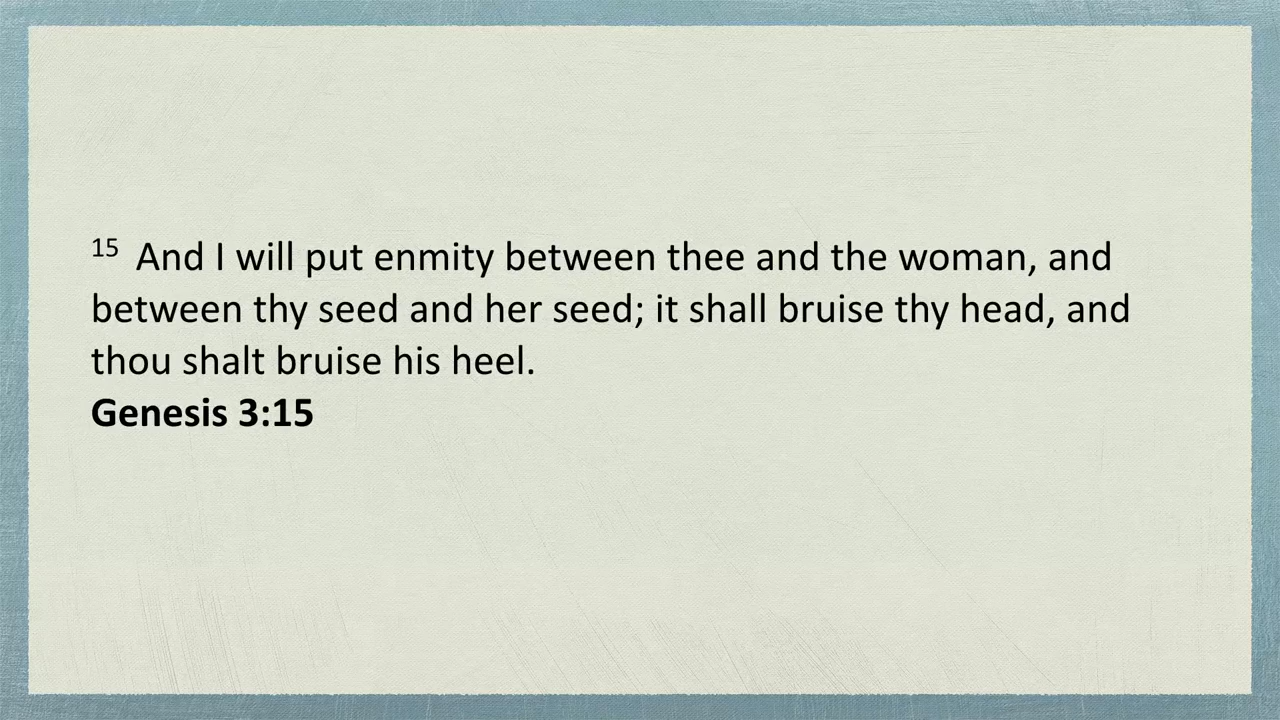 15 And I will put enmity between thee and the woman, and
between thy seed and her seed; it shall bruise thy head, and
thou shalt bruise his heel.
Genesis 3:15